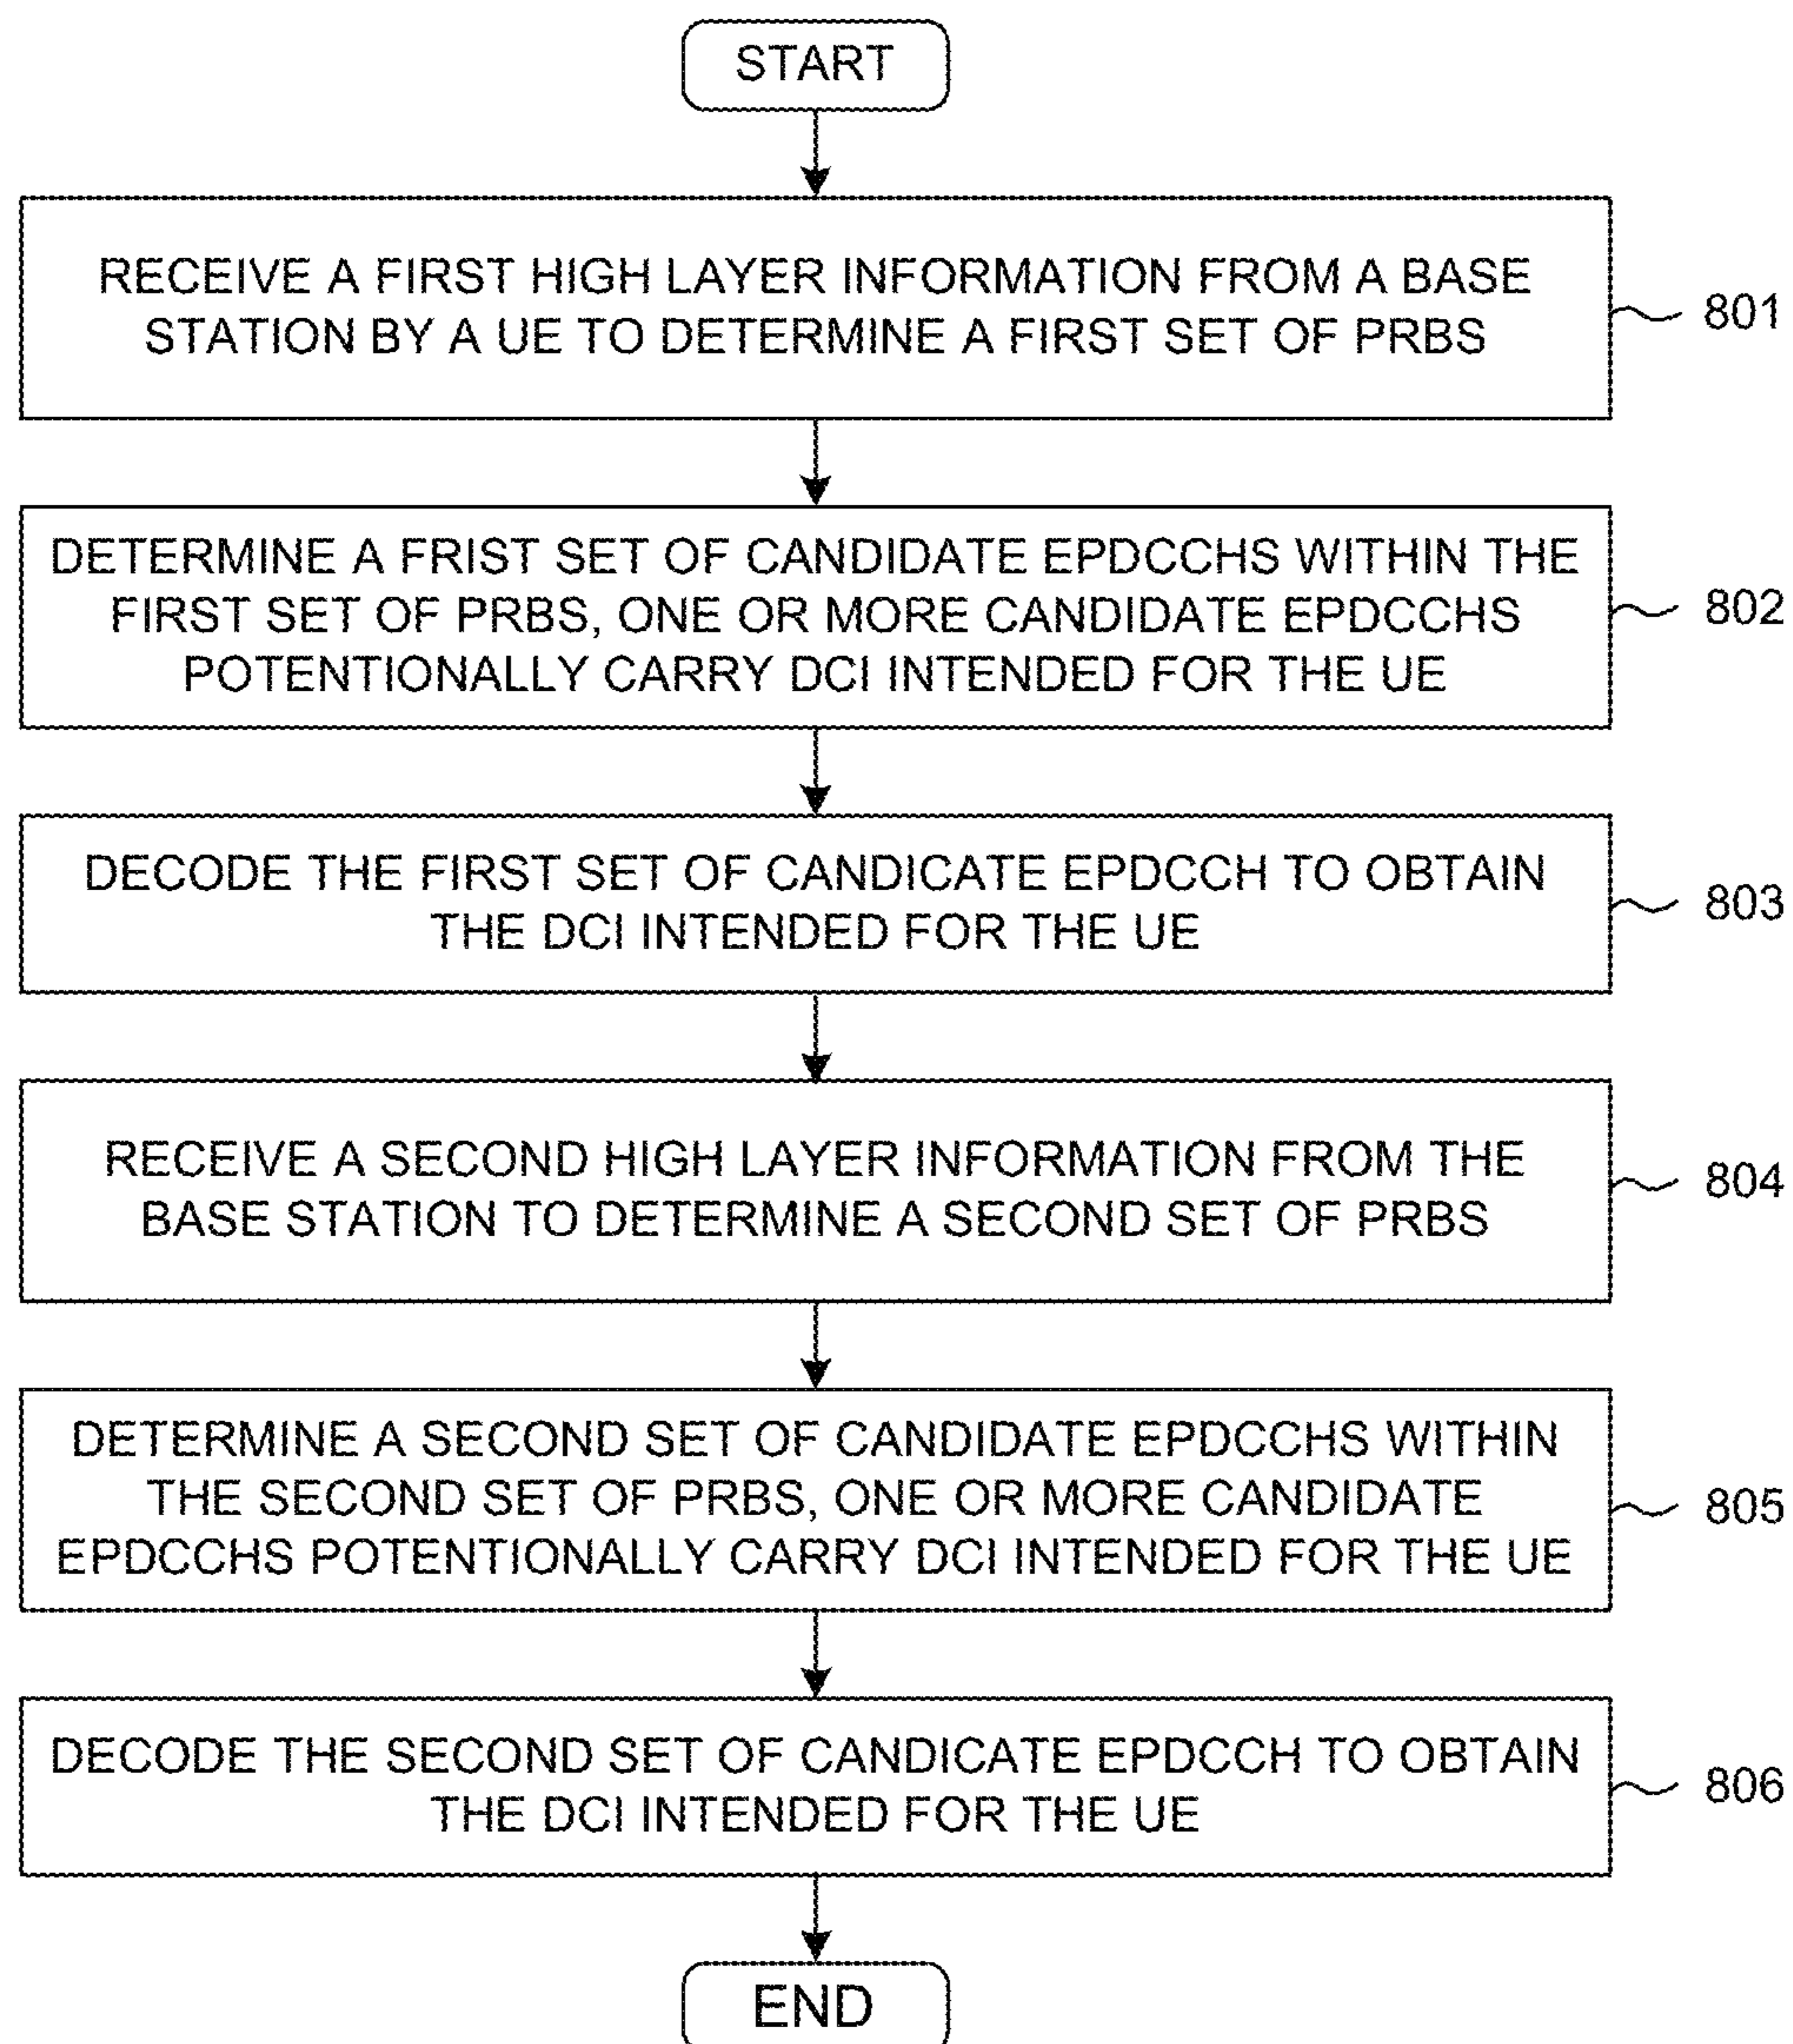 START
RECEIVE A FIRST HIGH LAYER INFORMATION FROM A BASE
STATION BY A UE TO DETERMINE A FIRST SET OF PRBS
801
DETERMINE A FRIST SET OF CANDIDATE EPDCCHS WITHIN THE
FIRST SET OF PRBS, ONE OR MORE CANDIDATE EPDCCHS
POTENTIONALLY CARRY DCI INTENDED FOR THE UE
802
DECODE THE FIRST SET OF CANDICATE EPDCCH TO OBTAIN
THE DCI INTENDED FOR THE UE
803
RECEIVE A SECOND HIGH LAYER INFORMATION FROM THE
BASE STATION TO DETERMINE A SECOND SET OF PRBS
804
DETERMINE A SECOND SET OF CANDIDATE EPDCCHS WITHIN
THE SECOND SET OF PRBS, ONE OR MORE CANDIDATE
EPDCCHS POTENTIONALLY CARRY DCI INTENDED FOR THE UE
805
DECODE THE SECOND SET OF CANDICATE EPDCCH TO OBTAIN
THE DCI INTENDED FOR THE UE
806
END